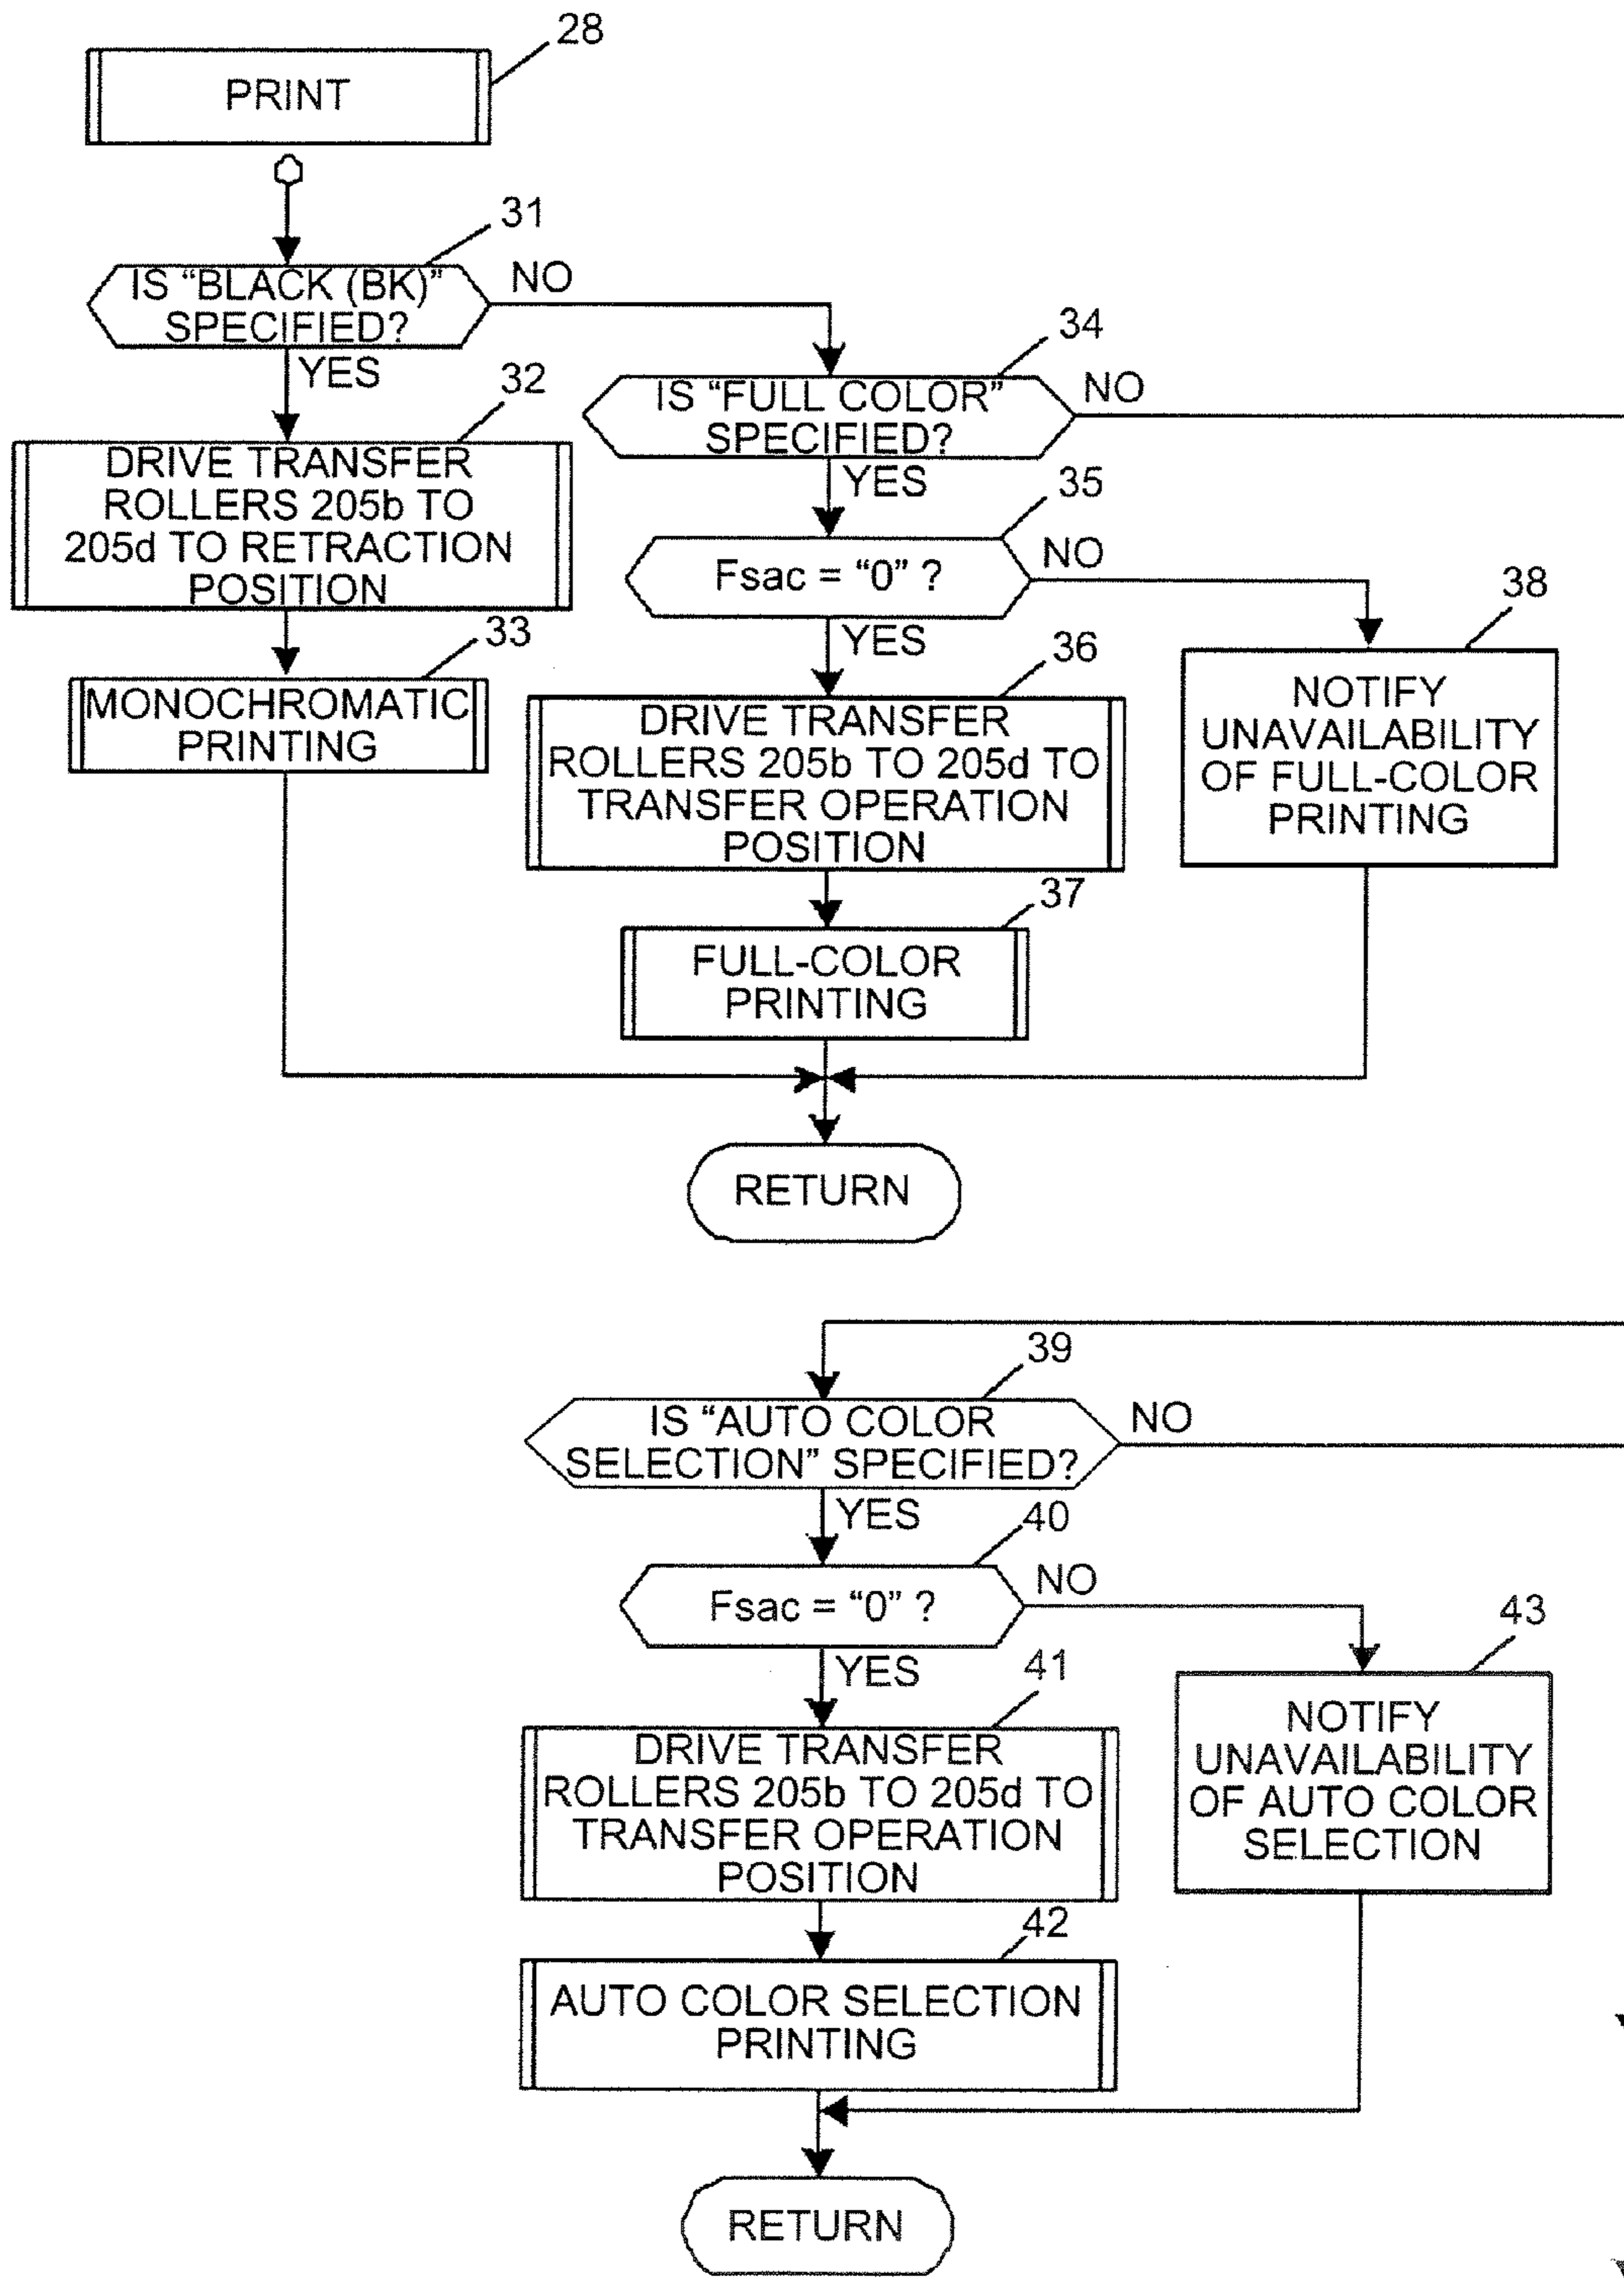 28
PRINT
31
IS “BLACK (BK)”
SPECIFIED?
NO
YES
32
DRIVE TRANSFER
ROLLERS 205b TO
205d TO RETRACTION
POSITION
33
MONOCHROMATIC
PRINTING
34
IS “FULL COLOR”
SPECIFIED?
NO
YES
35
Fsac = “0” ?
NO
YES
36
DRIVE TRANSFER
ROLLERS 205b TO 205d TO
TRANSFER OPERATION
POSITION
37
FULL-COLOR
PRINTING
38
NOTIFY
UNAVAILABILITY
OF FULL-COLOR
PRINTING
RETURN
39
IS “AUTO COLOR
SELECTION” SPECIFIED?
NO
YES
40
Fsac = “0” ?
NO
YES
41
DRIVE TRANSFER
ROLLERS 205b TO 205d TO
TRANSFER OPERATION
POSITION
42
AUTO COLOR SELECTION
PRINTING
43
NOTIFY
UNAVAILABILITY
OF AUTO COLOR
SELECTION
RETURN